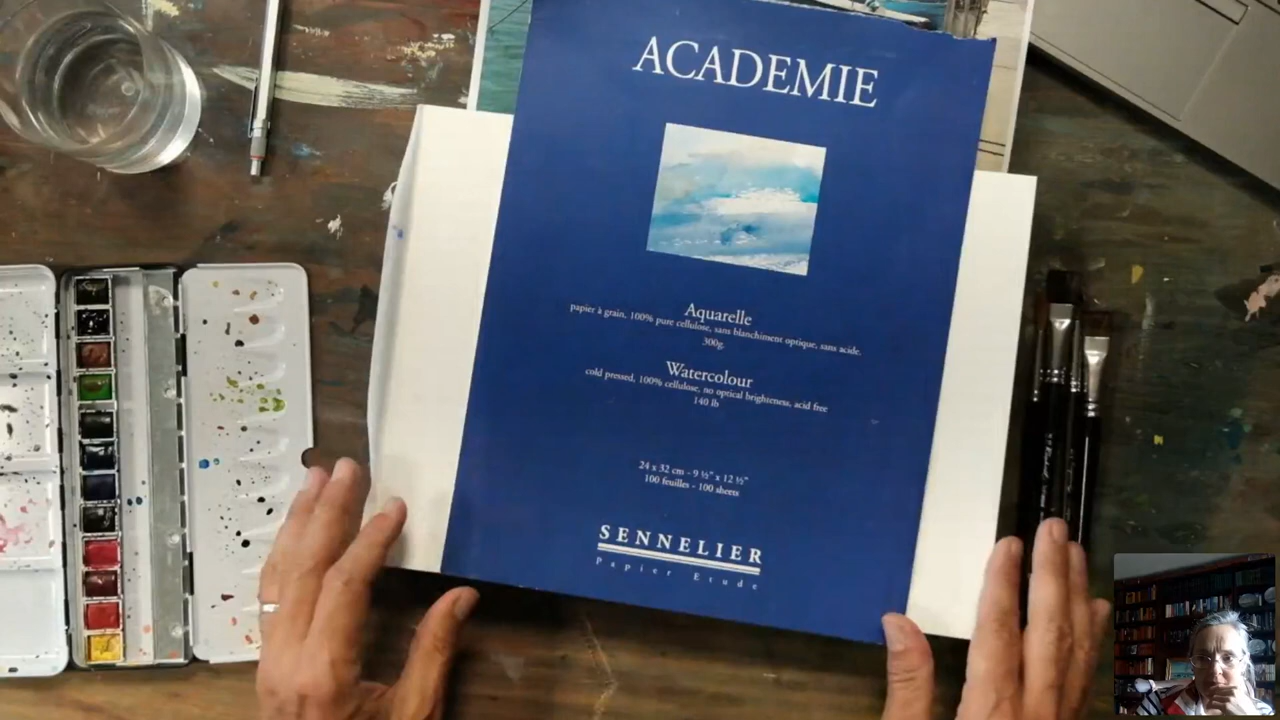 ACADEMIE
Aquarelle
papier à grain, 100% pure cellulose, sans blanchiment optique, sans acide.
300g.
Watercolour
cold pressed, 100% cellulose, no optical brighteness, acid free
140 lb
24 x 32 cm - 9 ½" x 12 ½"
100 feuilles - 100 sheets
SENNELIER
Papier Etude